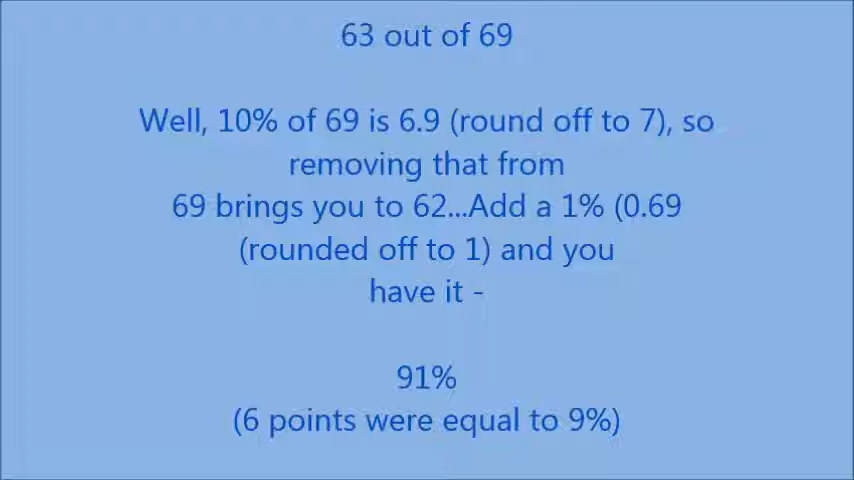 63 out of 69
Well, 10% of 69 is 6.9 (round off to 7), so
removing that from
69 brings you to 62...Add a 1% (0.69
(rounded off to 1) and you
have it -
91%
(6 points were equal to 9%)